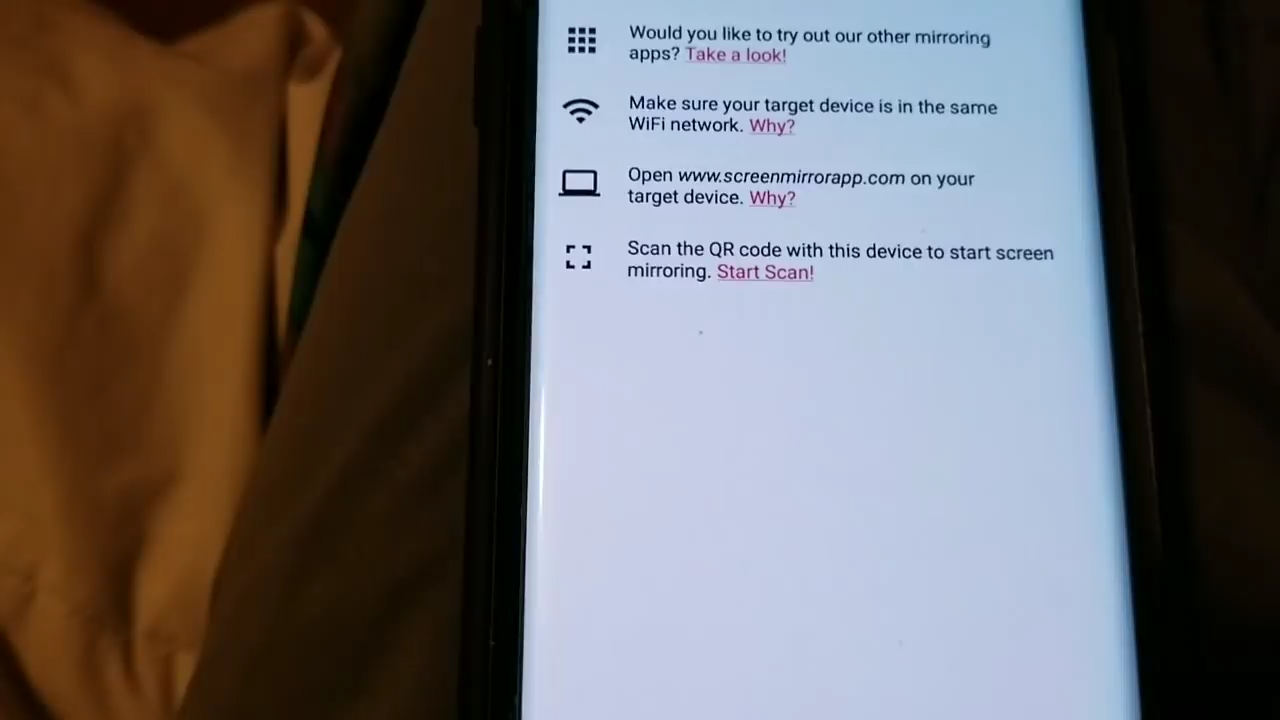 Would you like to try out our other mirroring
apps? Take a look!
Make sure your target device is in the same
WiFi network. Why?
Open www.screenmirrorapp.com on your
target device. Why?
Scan the QR code with this device to start screen
mirroring. Start Scan!